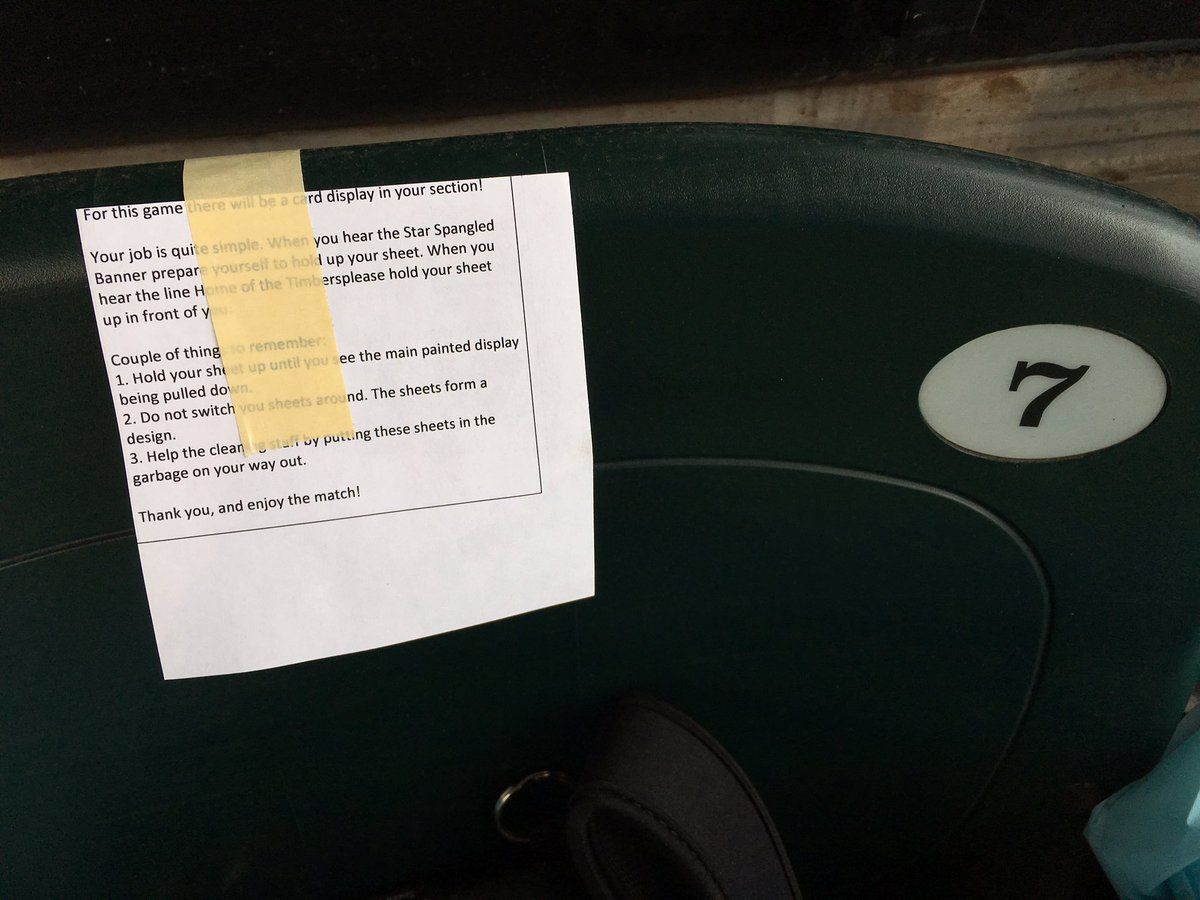 For this game there will be a card display in your section!
Your job is quite simple. When you hear the Star Spangled
Banner prepare yourself to hold up your sheet. When you
hear the line Home of the Timbersplease hold your sheet
up in front of you.
Couple of things to remember:
1. Hold your sheet up until you see the main painted display
being pulled down.
2. Do not switch you sheets around. The sheets form a
design.
3. Help the cleaning staff by putting these sheets in the
garbage on your way out.
Thank you, and enjoy the match!
7